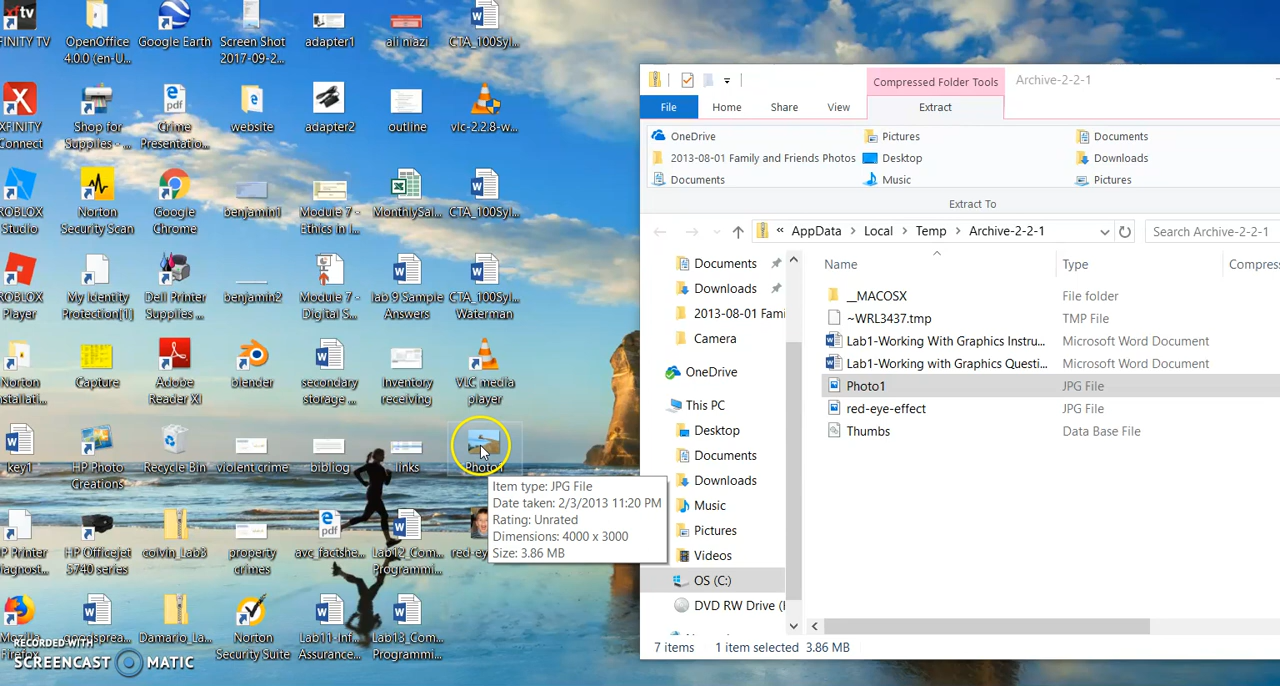 FINITY TV
OpenOffice
4.0.0 (en-U...
Google Earth
Screen Shot
2017-09-2...
adapter1
ali niazi
CTA_100Syl...
XFINITY
Connect
Shop for
Supplies - ...
Crime
Presentatio...
website
adapter2
outline
vlc-2.2.8-w...
ROBLOX
Studio
Norton
Security Scan
Google
Chrome
benjamin1
Module 7 -
Ethics in I...
MonthlySal...
CTA_100Syl...
ROBLOX
Player
My Identity
Protection[1]
Dell Printer
Supplies ...
benjamin2
Module 7 -
Digital S...
lab 9 Sample
Answers
CTA_100Syl...
Waterman
Norton
nstallati...
Capture
Adobe
Reader XI
blender
secondary
storage ...
Inventory
receiving
VLC media
player
key1
HP Photo
Creations
Recycle Bin
violent crime
bibliog
links
Photo1
HP Printer
Diagnost...
HP Officejet
5740 series
colvin_Lab3
property
crimes
avc_factshe...
Lab12_Com...
Programmi...
red-ey
Mozilla
Firefox
Damario_La...
Norton
Security Suite
Lab11-Inf...
Assurance...
Lab13_Com...
Programmi...
Item type: JPG File
Date taken: 2/3/2013 11:20 PM
Rating: Unrated
Dimensions: 4000 x 3000
Size: 3.86 MB
RECORDED WITH
SCREENCAST MATIC
Compressed Folder Tools
Archive-2-2-1
File
Home
Share
View
Extract
OneDrive
Pictures
Documents
2013-08-01 Family and Friends Photos
Desktop
Downloads
Documents
Music
Pictures
Extract To
« AppData > Local > Temp > Archive-2-2-1
Search Archive-2-2-1
Documents
Downloads
2013-08-01 Fami
Camera
OneDrive
This PC
Desktop
Documents
Downloads
Music
Pictures
Videos
OS (C:)
DVD RW Drive (
Name Type Compres
__MACOSX File folder
~WRL3437.tmp TMP File
Lab1-Working With Graphics Instru... Microsoft Word Document
Lab1-Working with Graphics Questi... Microsoft Word Document
Photo1 JPG File
red-eye-effect JPG File
Thumbs Data Base File
7 items 1 item selected 3.86 MB